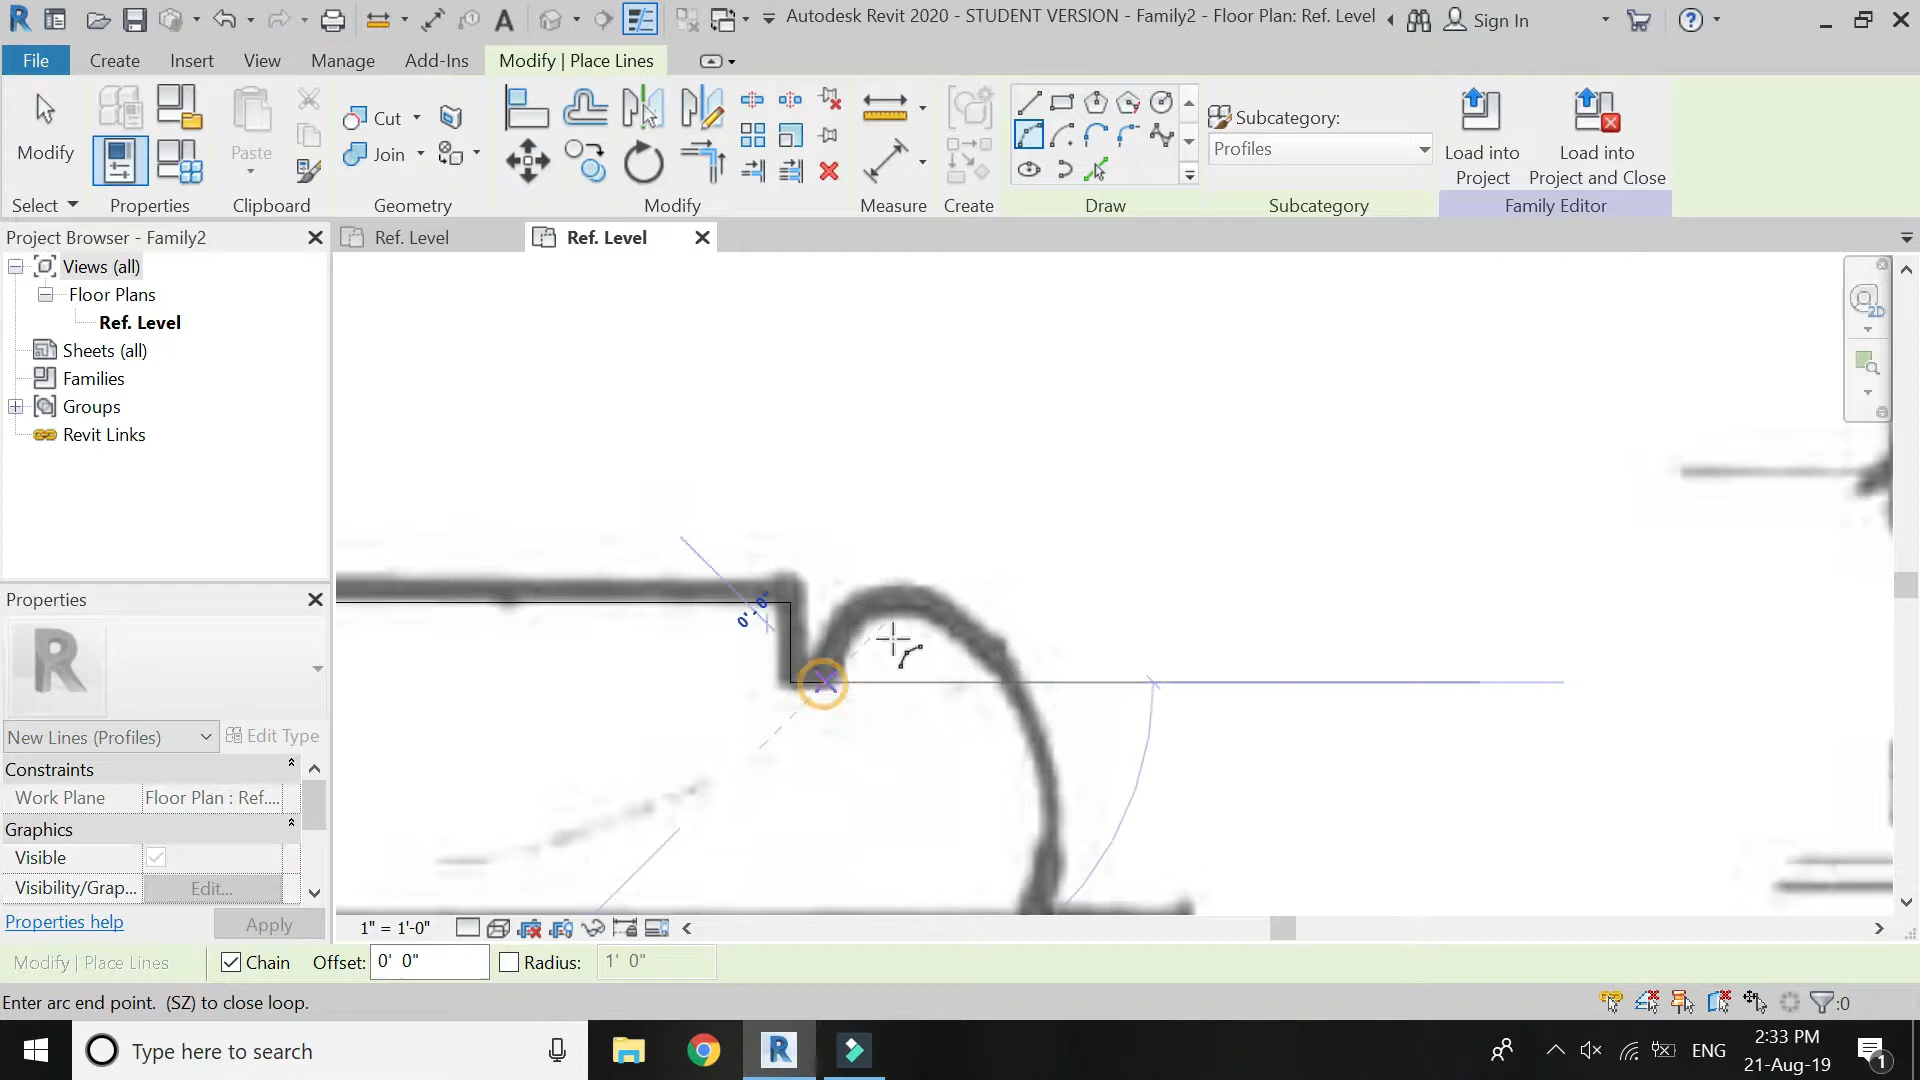 Autodesk Revit 2020 - STUDENT VERSION - Family2 - Floor Plan: Ref. Level
Sign In
File
Create
Insert
View
Manage
Add-Ins
Modify | Place Lines
Modify
Cut
Join
Paste
Subcategory:
Profiles
Load into
Project
Load into
Project and Close
Select
Properties
Clipboard
Geometry
Modify
Measure
Create
Draw
Subcategory
Family Editor
Project Browser - Family2
Ref. Level
Ref. Level
Views (all)
Floor Plans
Ref. Level
Sheets (all)
Families
Groups
Revit Links
2D
0' 0"
Properties
New Lines (Profiles)
Edit Type
Constraints
Work Plane
Floor Plan : Ref....
Graphics
Visible
Visibility/Grap...
Edit...
Properties help
Apply
1" = 1'-0"
Modify | Place Lines
Chain
Offset:
0' 0"
Radius:
1' 0"
Enter arc end point. (SZ) to close loop.
:0
Type here to search
ENG
2:33 PM
21-Aug-19
1